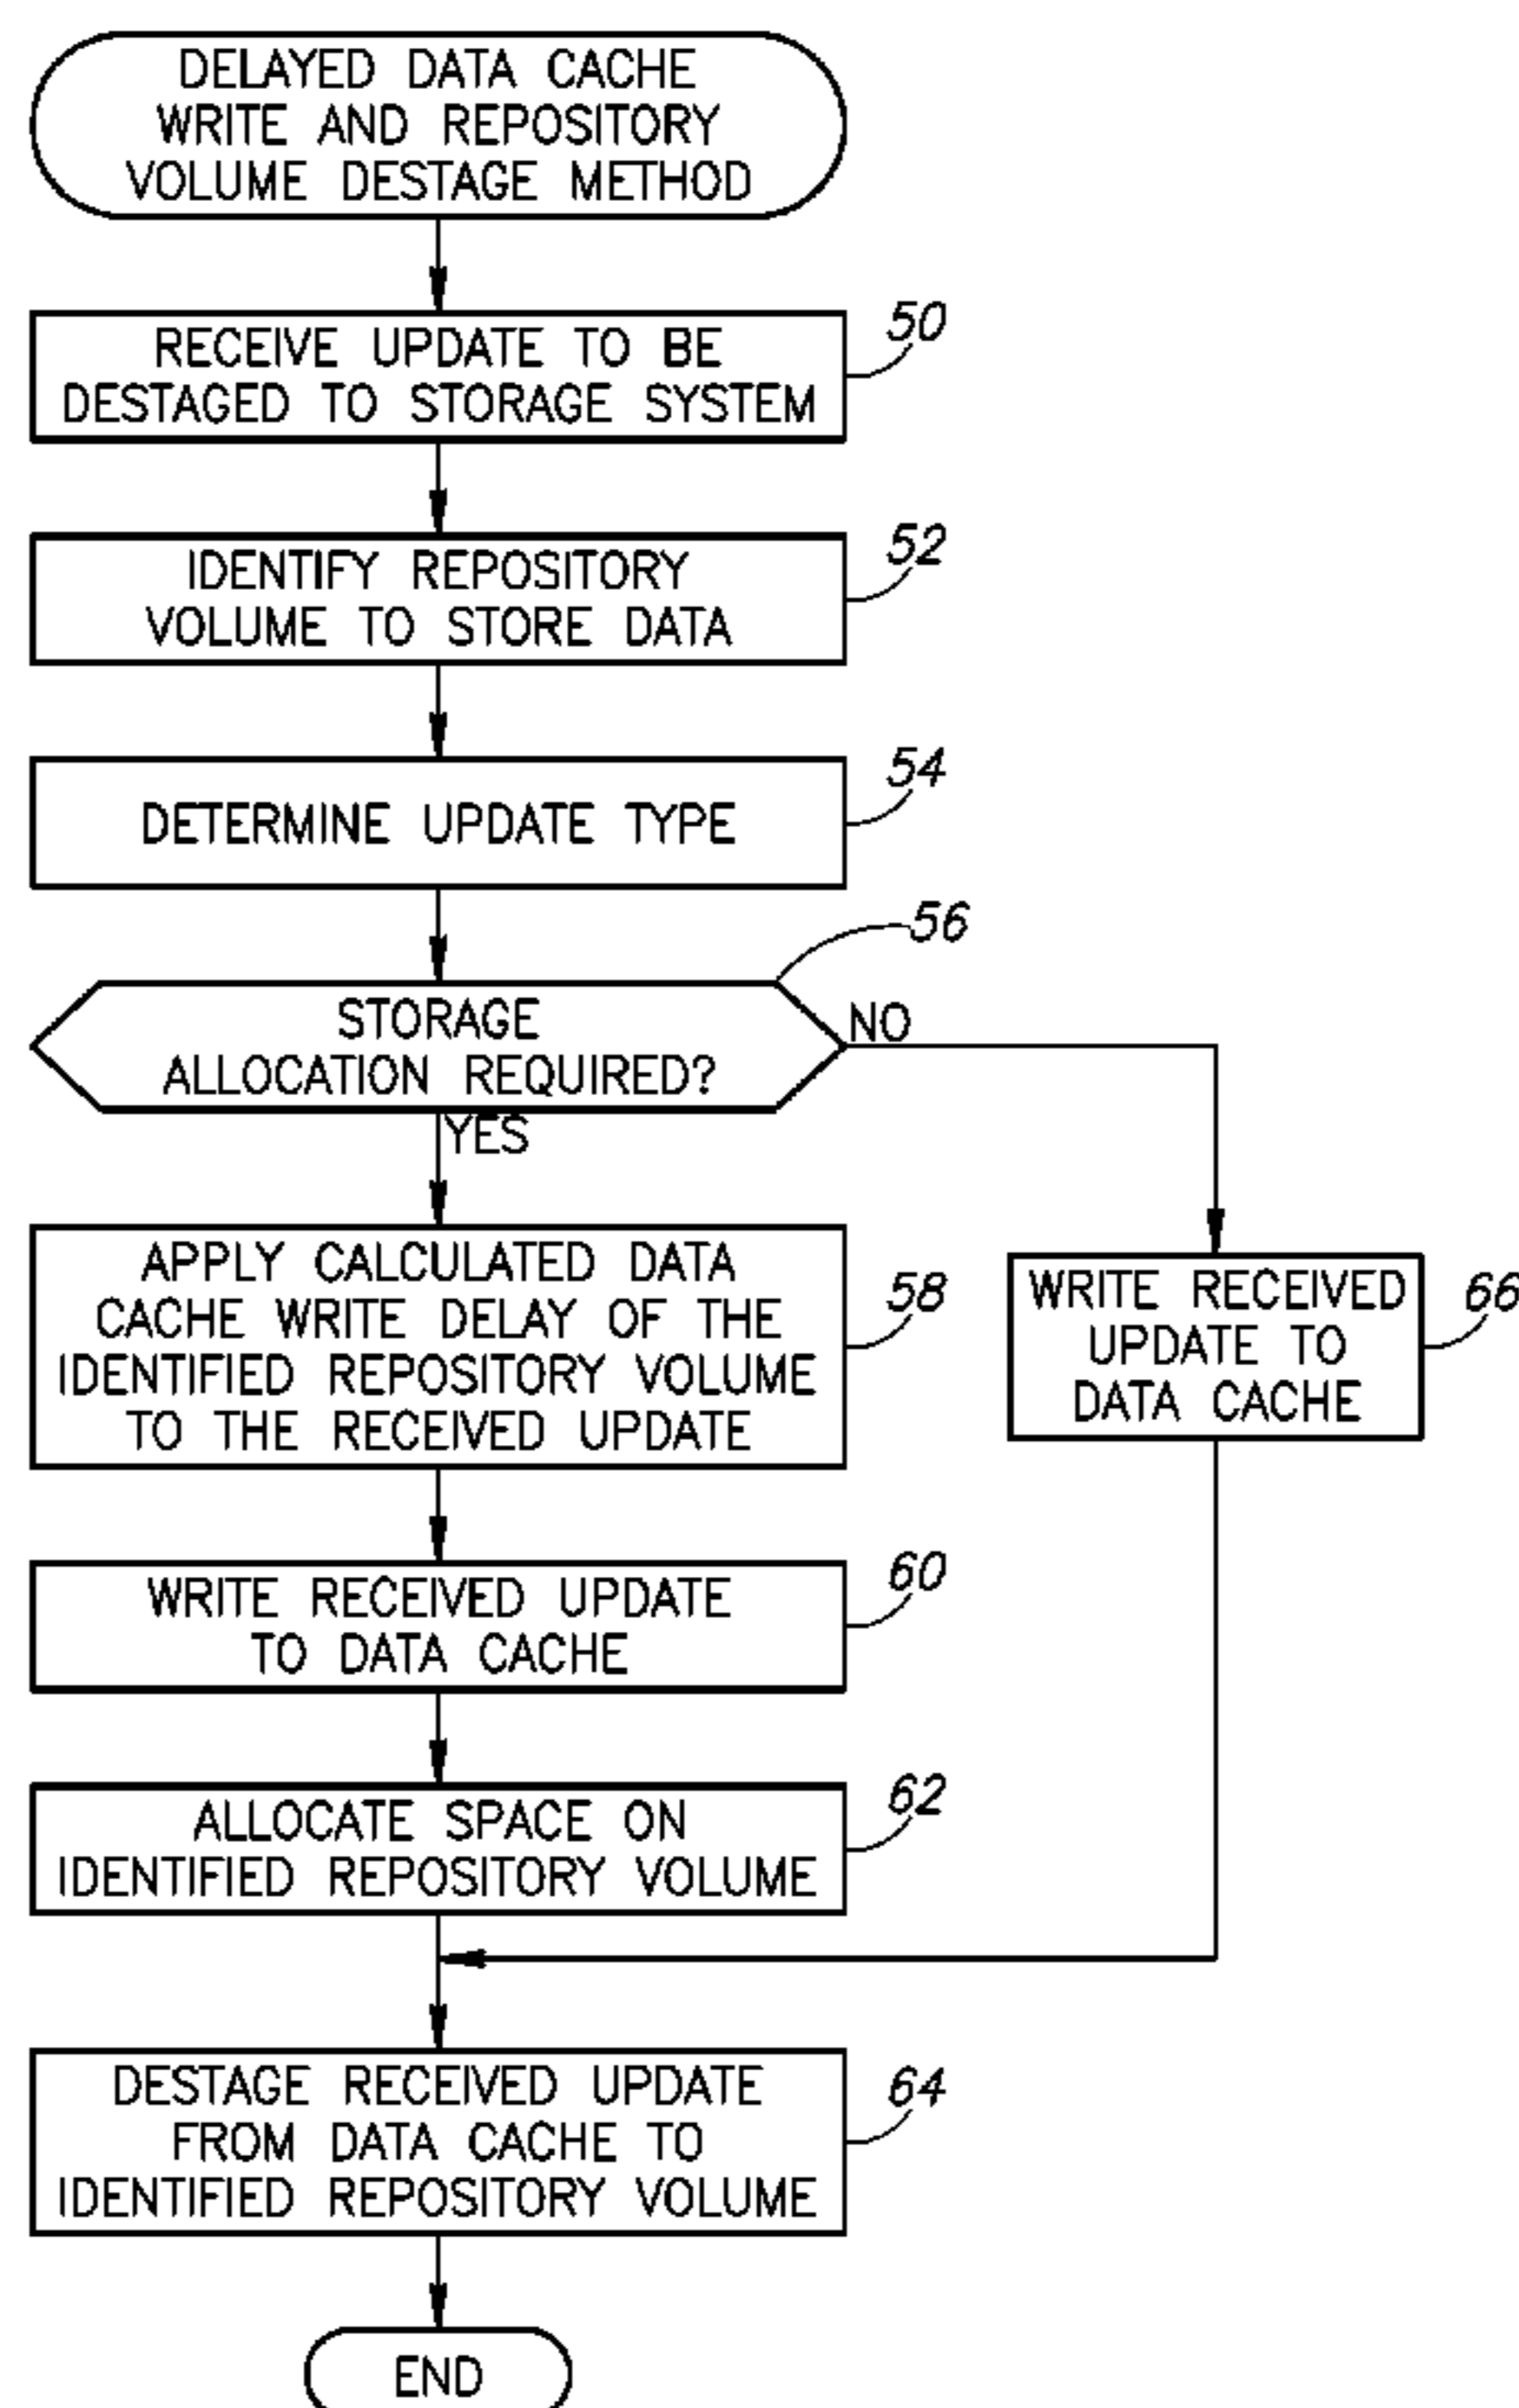 DELAYED DATA CACHE
WRITE AND REPOSITORY
VOLUME DESTAGE METHOD
50
RECEIVE UPDATE TO BE
DESTAGED TO STORAGE SYSTEM
52
IDENTIFY REPOSITORY
VOLUME TO STORE DATA
54
DETERMINE UPDATE TYPE
56
STORAGE
ALLOCATION REQUIRED?
NO
YES
APPLY CALCULATED DATA
CACHE WRITE DELAY OF THE
IDENTIFIED REPOSITORY VOLUME
TO THE RECEIVED UPDATE
58
WRITE RECEIVED
UPDATE TO
DATA CACHE
66
WRITE RECEIVED UPDATE
TO DATA CACHE
60
ALLOCATE SPACE ON
IDENTIFIED REPOSITORY VOLUME
62
DESTAGE RECEIVED UPDATE
FROM DATA CACHE TO
IDENTIFIED REPOSITORY VOLUME
64
END